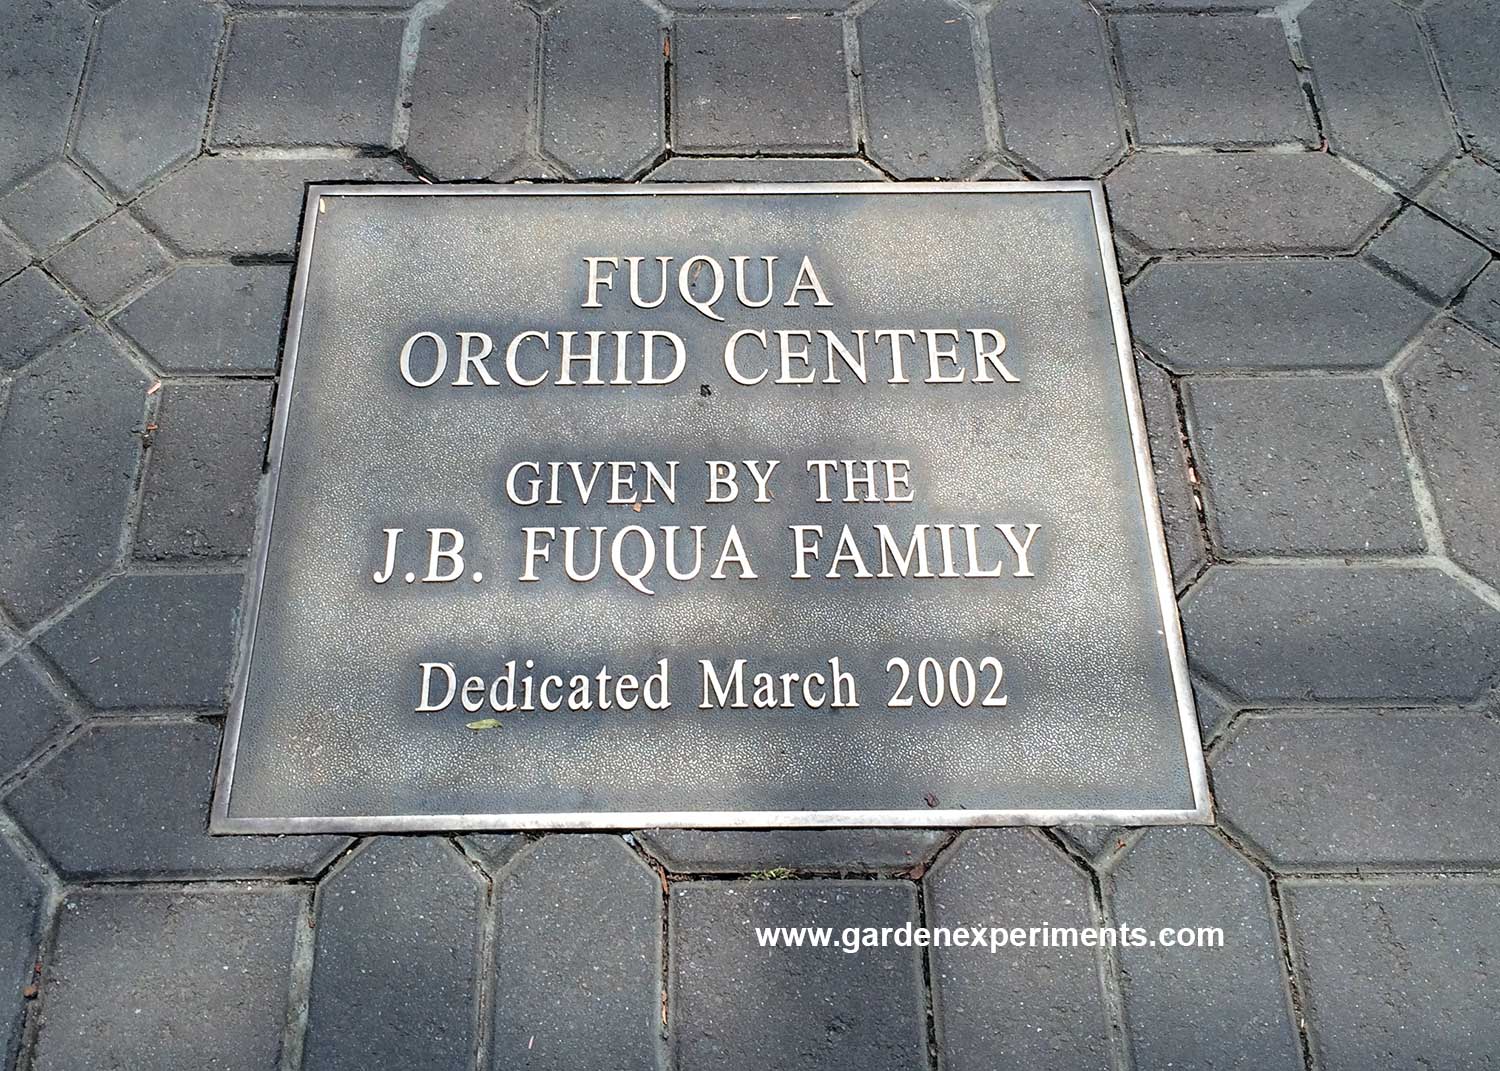 FUQUA
ORCHID CENTER
GIVEN BY THE
J.B. FUQUA FAMILY
Dedicated March 2002
www.gardenexperiments.com